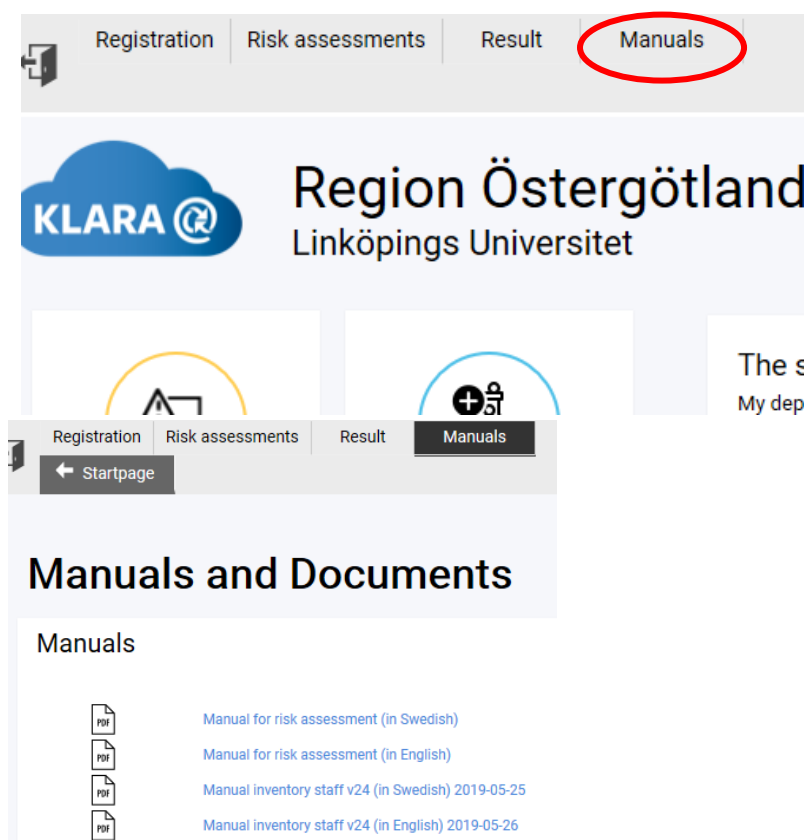 Registration Risk assessments Result Manuals
KLARA
Region Östergötland
Linköpings Universitet
The s
My dep
Registration Risk assessments Result Manuals
Startpage
Manuals and Documents
Manuals
PDF Manual for risk assessment (in Swedish)
PDF Manual for risk assessment (in English)
PDF Manual inventory staff v24 (in Swedish) 2019-05-25
PDF Manual inventory staff v24 (in English) 2019-05-26